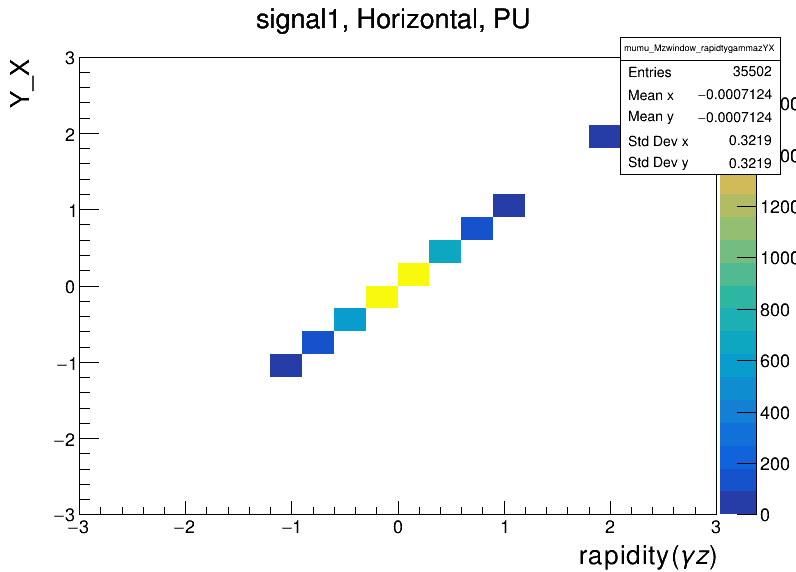 signal1, Horizontal, PU
Y_X
mumu_Mzwindow_rapidtygammazYX
Entries 35502
Mean x −0.0007124
Mean y −0.0007124
Std Dev x 0.3219
Std Dev y 0.3219
3
2
1
0
−1
−2
−3
−3 −2 −1 0 1 2 3
rapidity(γz)
1200
1000
800
600
400
200
0